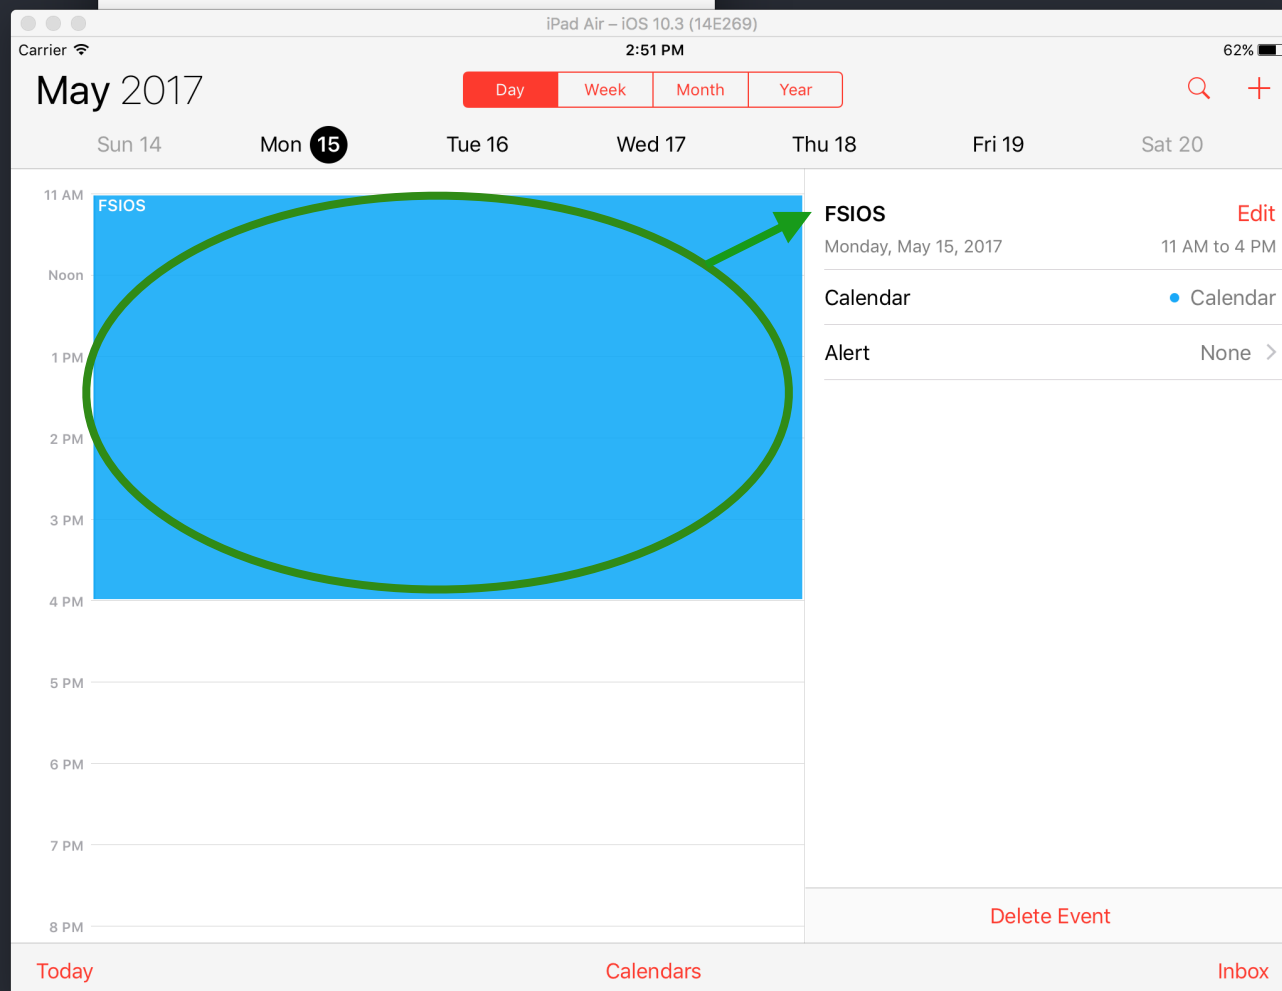 iPad Air – iOS 10.3 (14E269)
Carrier 2:51 PM 62%
May 2017 Day Week Month Year
Sun 14 Mon 15 Tue 16 Wed 17 Thu 18 Fri 19 Sat 20
11 AM
FSIOS
Noon
1 PM
2 PM
3 PM
4 PM
5 PM
6 PM
7 PM
8 PM
FSIOS Edit
Monday, May 15, 2017 11 AM to 4 PM
Calendar Calendar
Alert None
Delete Event
Today Calendars Inbox